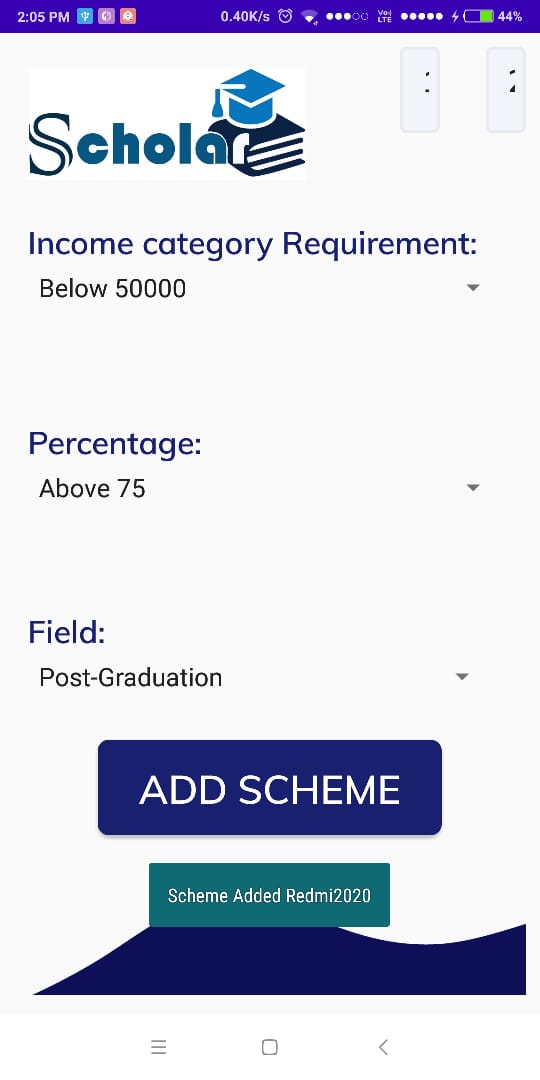 2:05 PM 0.40K/s VoI LTE 44%
Scholar
Income category Requirement:
Below 50000
Percentage:
Above 75
Field:
Post-Graduation
ADD SCHEME
Scheme Added Redmi2020